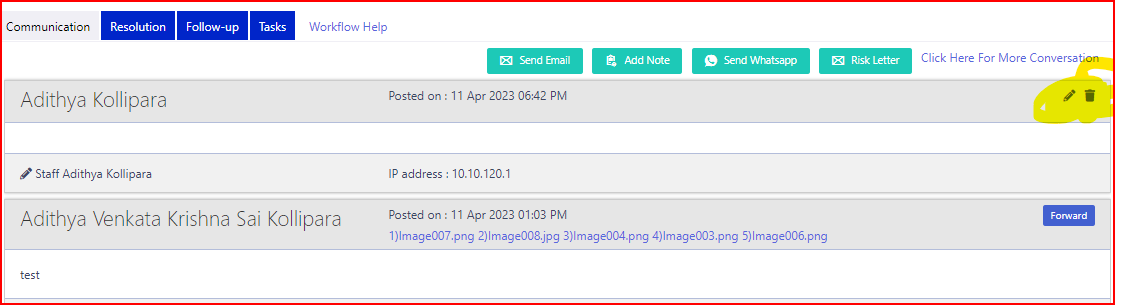 Communication Resolution Follow-up Tasks Workflow Help
Send Email Add Note Send Whatsapp Risk Letter Click Here For More Conversation
Adithya Kollipara Posted on : 11 Apr 2023 06:42 PM
Staff Adithya Kollipara IP address : 10.10.120.1
Adithya Venkata Krishna Sai Kollipara Posted on : 11 Apr 2023 01:03 PM Forward
1)Image007.png 2)Image008.jpg 3)Image004.png 4)Image003.png 5)Image006.png
test